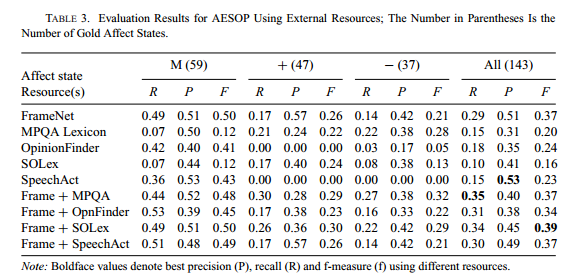 TABLE 3. Evaluation Results for AESOP Using External Resources; The Number in Parentheses Is the
Number of Gold Affect States.
M (59) + (47) − (37) All (143)
Affect state
Resource(s) R P F R P F R P F R P F
FrameNet 0.49 0.51 0.50 0.17 0.57 0.26 0.14 0.42 0.21 0.29 0.51 0.37
MPQA Lexicon 0.07 0.50 0.12 0.21 0.24 0.22 0.22 0.38 0.28 0.15 0.31 0.20
OpinionFinder 0.42 0.40 0.41 0.00 0.00 0.00 0.03 0.17 0.05 0.18 0.35 0.24
SOLex 0.07 0.44 0.12 0.17 0.40 0.24 0.08 0.38 0.13 0.10 0.41 0.16
SpeechAct 0.36 0.53 0.43 0.00 0.00 0.00 0.00 0.00 0.00 0.15 0.53 0.23
Frame + MPQA 0.44 0.52 0.48 0.30 0.28 0.29 0.27 0.38 0.32 0.35 0.40 0.37
Frame + OpnFinder 0.53 0.39 0.45 0.17 0.38 0.23 0.16 0.33 0.22 0.31 0.38 0.34
Frame + SOLex 0.49 0.51 0.50 0.26 0.36 0.30 0.22 0.42 0.29 0.34 0.45 0.39
Frame + SpeechAct 0.51 0.48 0.49 0.17 0.57 0.26 0.14 0.42 0.21 0.30 0.49 0.37
Note: Boldface values denote best precision (P), recall (R) and f-measure (f) using different resources.